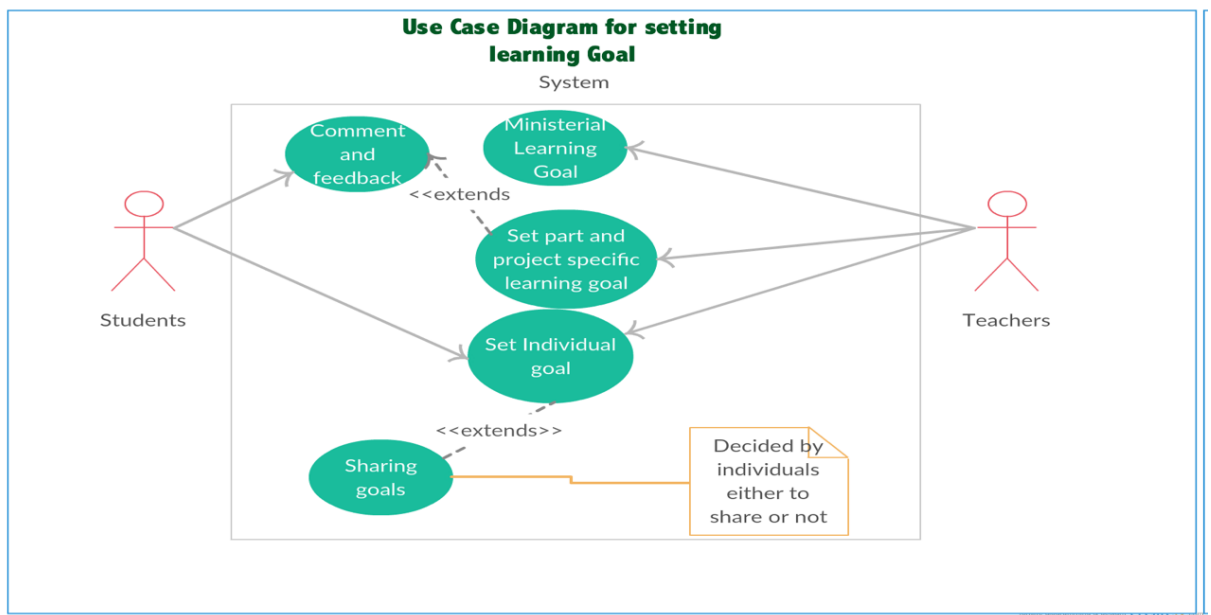 Use Case Diagram for setting
learning Goal
System
Comment
and
feedback
Ministerial
Learning
Goal
<<extends
Set part and
project specific
learning goal
Students
Teachers
Set Individual
goal
<<extends>>
Sharing
goals
Decided by
individuals
either to
share or not